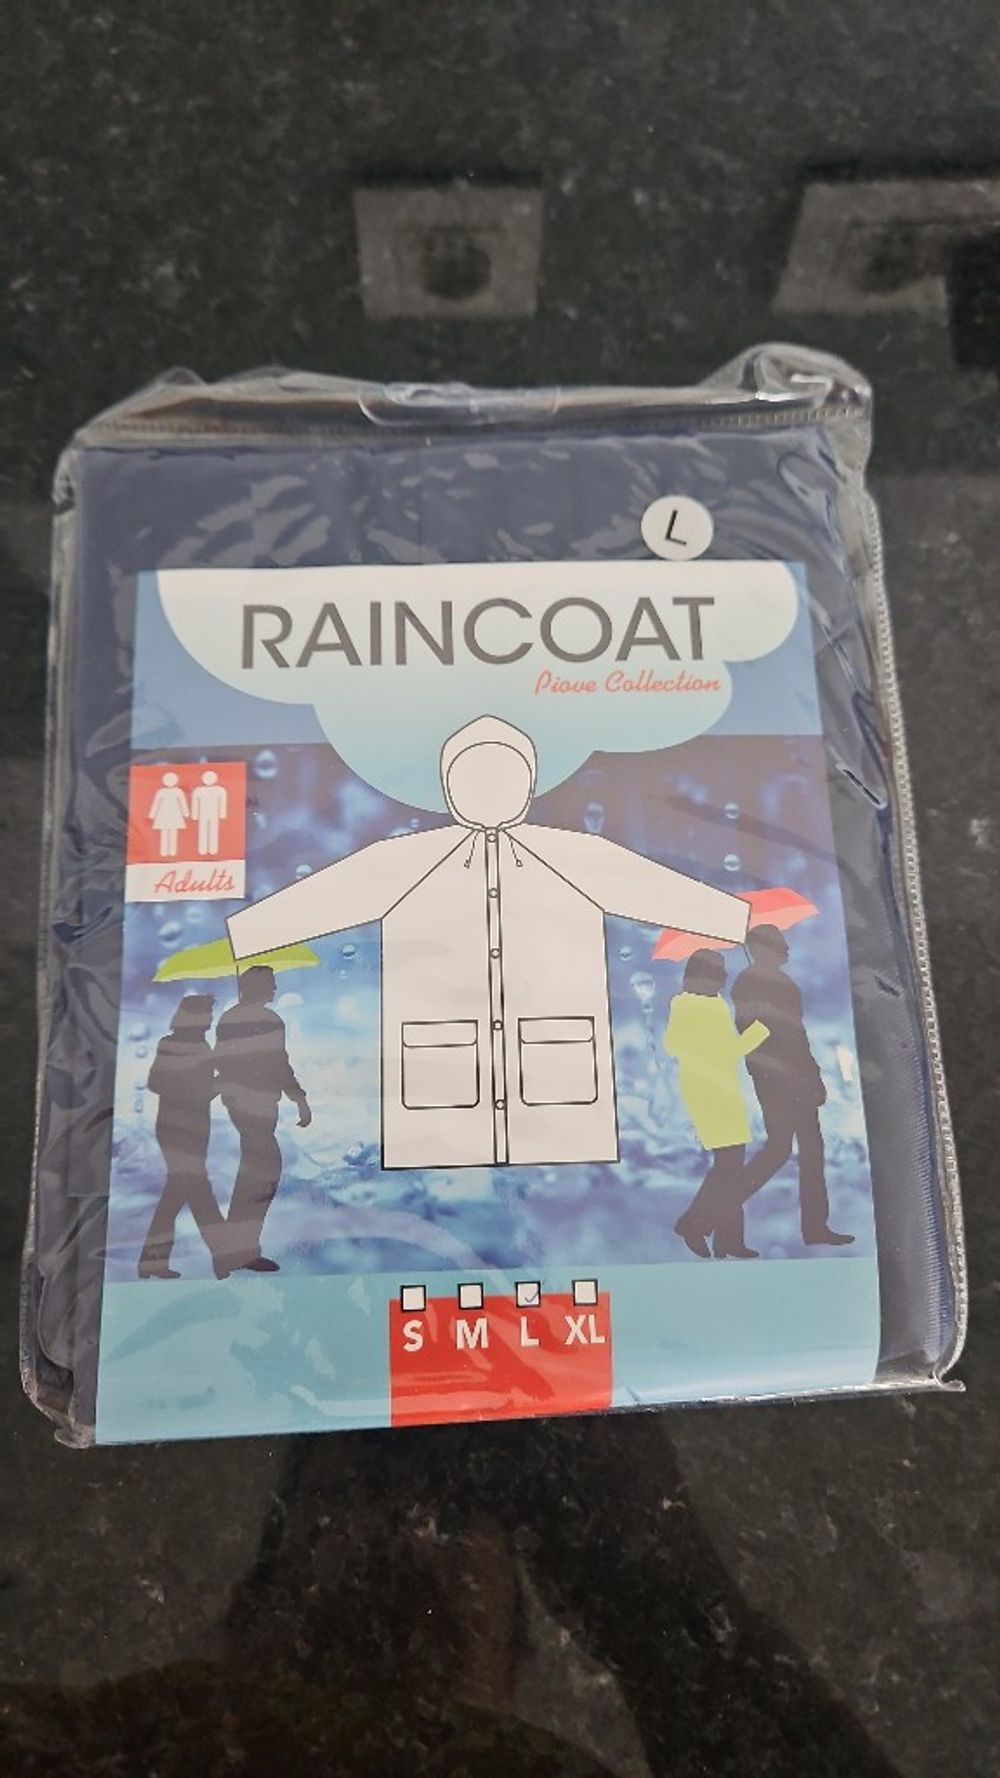 L
RAINCOAT
Piove Collection
Adults
S M L XL